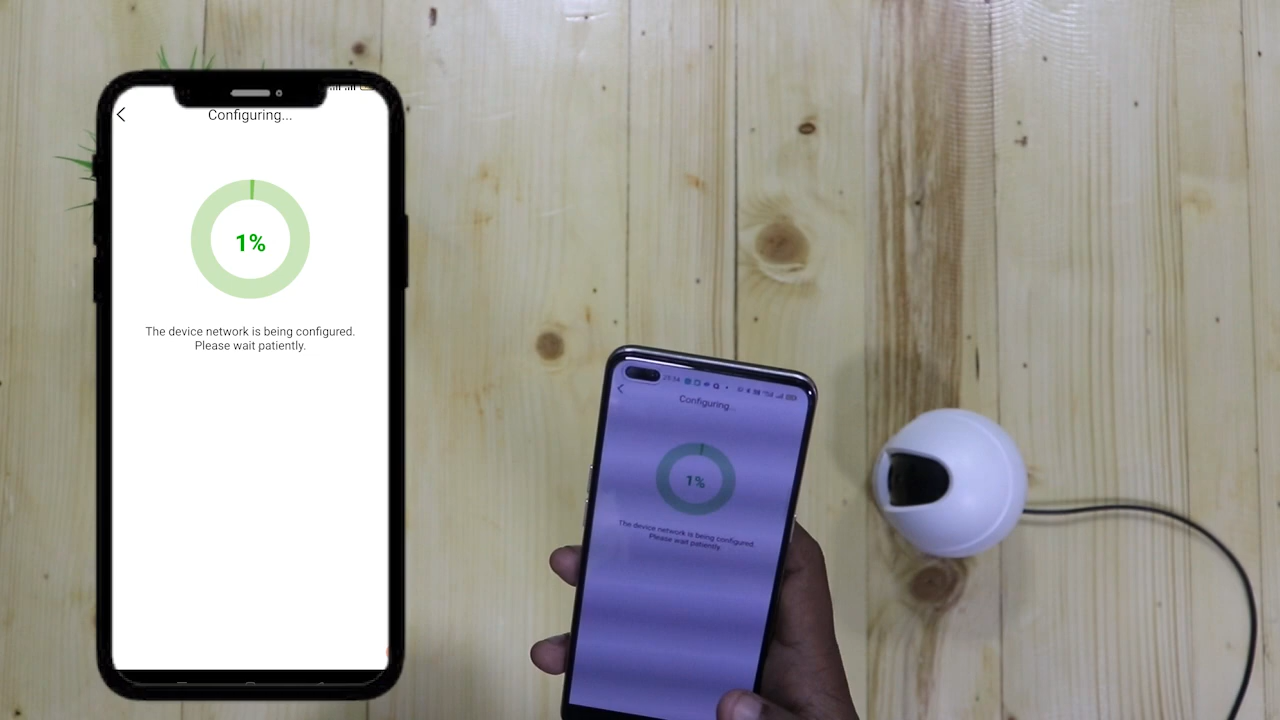 Configuring...
1%
The device network is being configured.
Please wait patiently.
Configuring...
1%
The device network is being configured.
Please wait patiently.